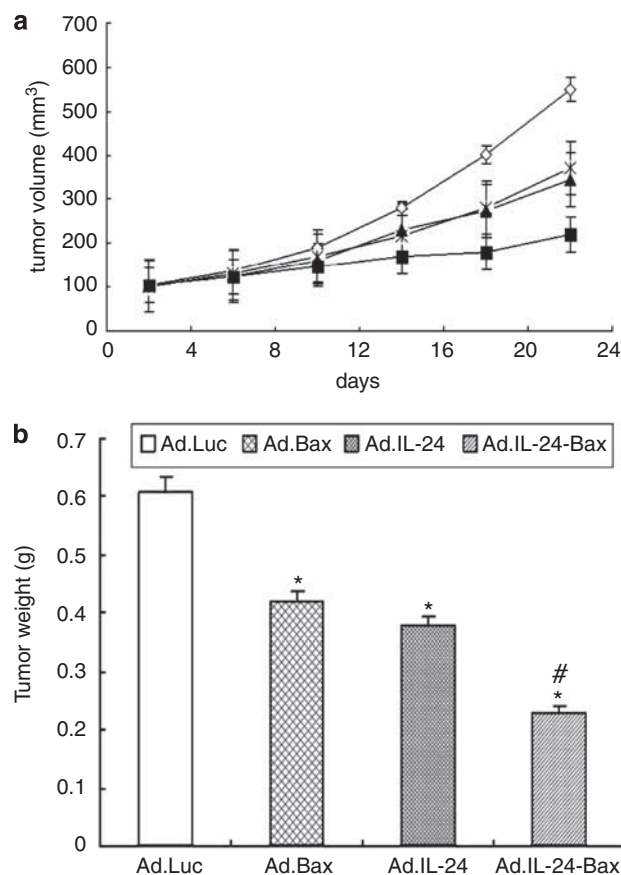 a
700
600
500
400
300
200
100
0
tumor volume (mm³)
0 4 8 12 16 20 24
days
b
0.7
0.6
0.5
0.4
0.3
0.2
0.1
0
Tumor weight (g)
Ad.Luc Ad.Bax Ad.IL-24 Ad.IL-24-Bax
*
*
#
*
Ad.Luc Ad.Bax Ad.IL-24 Ad.IL-24-Bax